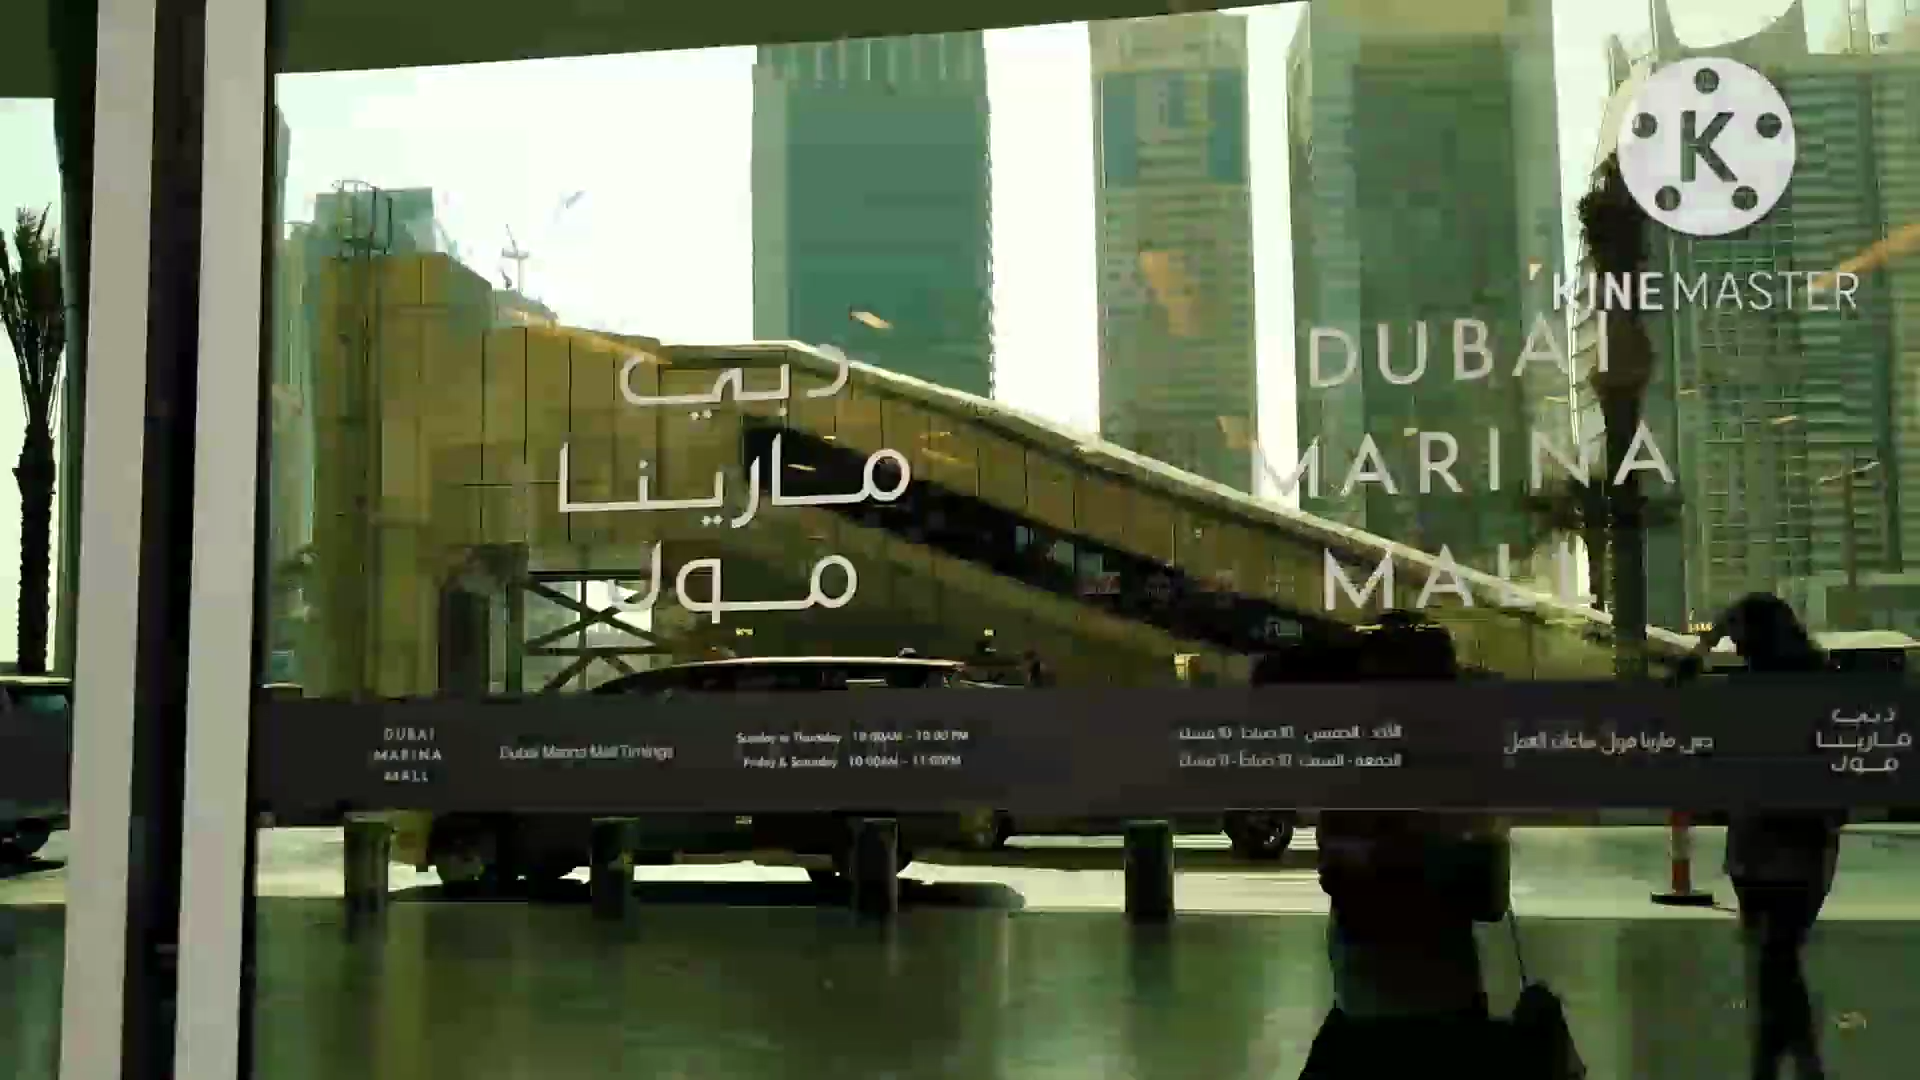 K
KINEMASTER
دبي
مارينا
مول
DUBAI
MARINA
MALL
DUBAI
MARINA
MALL
Dubai Marina Mall Timings
Sunday to Thursday 10:00AM - 10:00 PM
Friday & Saturday 10:00AM - 11:00PM
الأحد - الخميس 10 صباحاً - 10 مساءً
الجمعة - السبت 10 صباحاً - 11 مساءً
دبي مارينا مول ساعات العمل
دبي
مارينا
مول